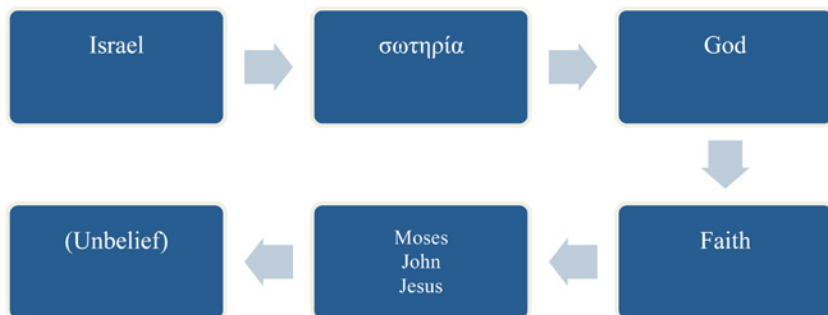 Israel
σωτηρία
God
Faith
Moses
John
Jesus
(Unbelief)